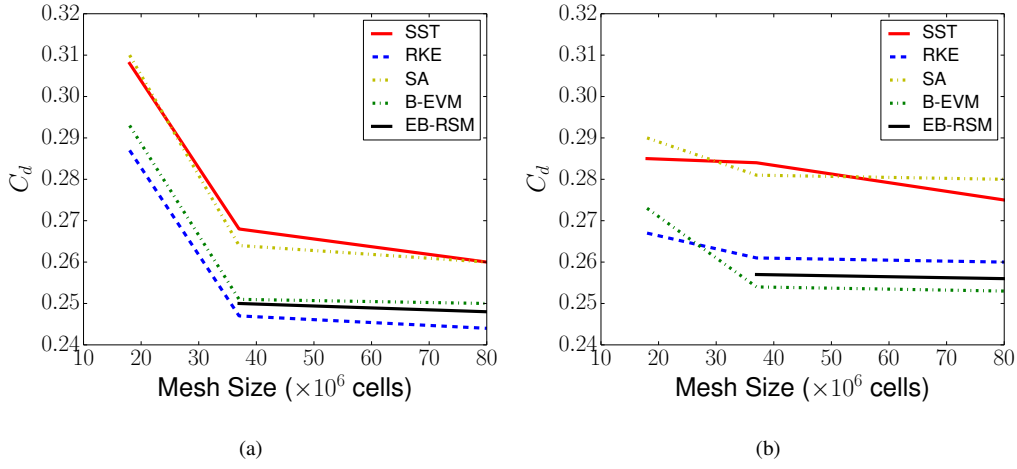 0.32
0.31
0.30
0.29
0.28
0.27
0.26
0.25
0.24
C_d
10 20 30 40 50 60 70 80
Mesh Size (×10^6 cells)
SST
RKE
SA
B-EVM
EB-RSM
(a)
0.32
0.31
0.30
0.29
0.28
0.27
0.26
0.25
0.24
C_d
10 20 30 40 50 60 70 80
Mesh Size (×10^6 cells)
SST
RKE
SA
B-EVM
EB-RSM
(b)